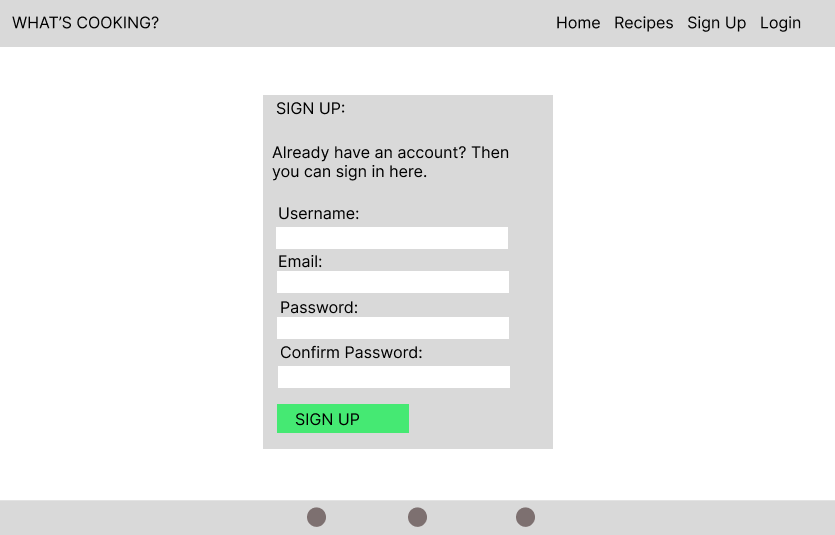 WHAT’S COOKING?
Home Recipes Sign Up Login
SIGN UP:
Already have an account? Then
you can sign in here.
Username:
Email:
Password:
Confirm Password:
SIGN UP